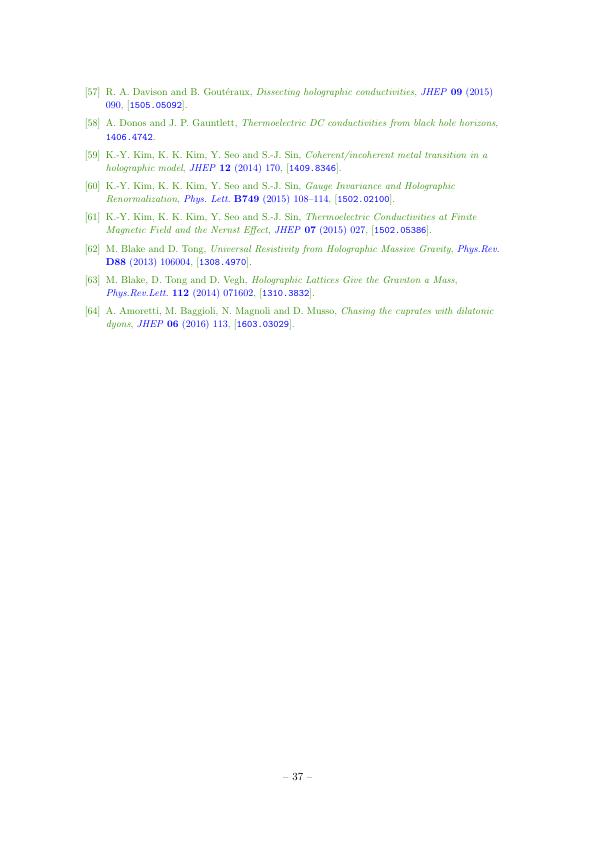 [57] R. A. Davison and B. Goutéraux, Dissecting holographic conductivities, JHEP 09 (2015)
090, [1505.05092].
[58] A. Donos and J. P. Gauntlett, Thermoelectric DC conductivities from black hole horizons,
1406.4742.
[59] K.-Y. Kim, K. K. Kim, Y. Seo and S.-J. Sin, Coherent/incoherent metal transition in a
holographic model, JHEP 12 (2014) 170, [1409.8346].
[60] K.-Y. Kim, K. K. Kim, Y. Seo and S.-J. Sin, Gauge Invariance and Holographic
Renormalization, Phys. Lett. B749 (2015) 108–114, [1502.02100].
[61] K.-Y. Kim, K. K. Kim, Y. Seo and S.-J. Sin, Thermoelectric Conductivities at Finite
Magnetic Field and the Nernst Effect, JHEP 07 (2015) 027, [1502.05386].
[62] M. Blake and D. Tong, Universal Resistivity from Holographic Massive Gravity, Phys.Rev.
D88 (2013) 106004, [1308.4970].
[63] M. Blake, D. Tong and D. Vegh, Holographic Lattices Give the Graviton a Mass,
Phys.Rev.Lett. 112 (2014) 071602, [1310.3832].
[64] A. Amoretti, M. Baggioli, N. Magnoli and D. Musso, Chasing the cuprates with dilatonic
dyons, JHEP 06 (2016) 113, [1603.03029].
– 37 –